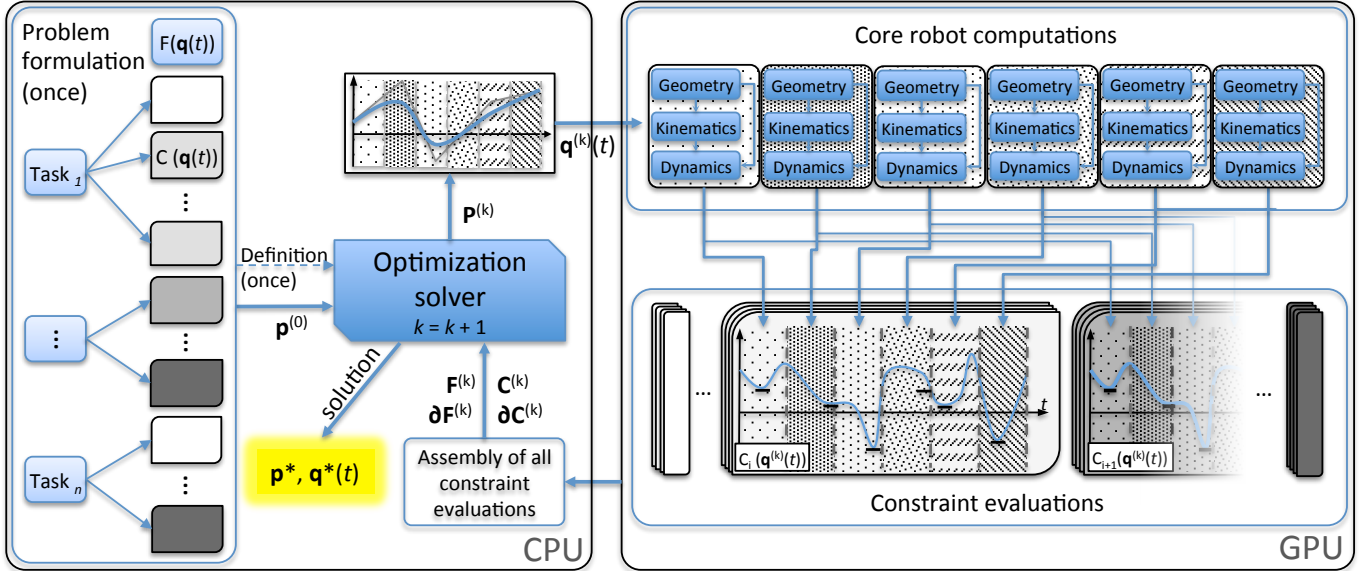 Problem
formulation
(once)
F(q(t))
Task 1
C (q(t))
⋮
⋮
⋮
Task n
⋮
Definition
(once)
p(0)
P(k)
q(k)(t)
Optimization
solver
k = k + 1
solution
p*, q*(t)
F(k) C(k)
∂F(k) ∂C(k)
Assembly of all
constraint
evaluations
CPU
Core robot computations
Geometry Geometry Geometry Geometry Geometry Geometry
Kinematics Kinematics Kinematics Kinematics Kinematics Kinematics
Dynamics Dynamics Dynamics Dynamics Dynamics Dynamics
...
t
Ci (q(k)(t))
Ci+1(q(k)(t))
...
Constraint evaluations
GPU